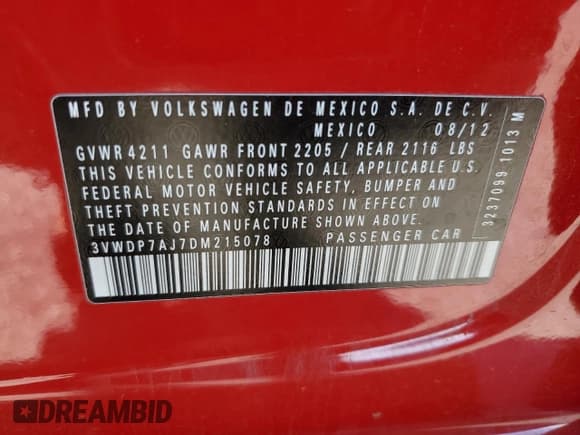 MFD BY VOLKSWAGEN DE MEXICO S.A. DE C.V.
MEXICO 08/12
GVWR 4211 GAWR FRONT 2205 / REAR 2116 LBS
THIS VEHICLE CONFORMS TO ALL APPLICABLE U.S.
FEDERAL MOTOR VEHICLE SAFETY, BUMPER AND
THEFT PREVENTION STANDARDS IN EFFECT ON
THE DATE OF MANUFACTURE SHOWN ABOVE.
3VWDP7AJ7DM215078 PASSENGER CAR
3237099-1013 M
DREAMBID